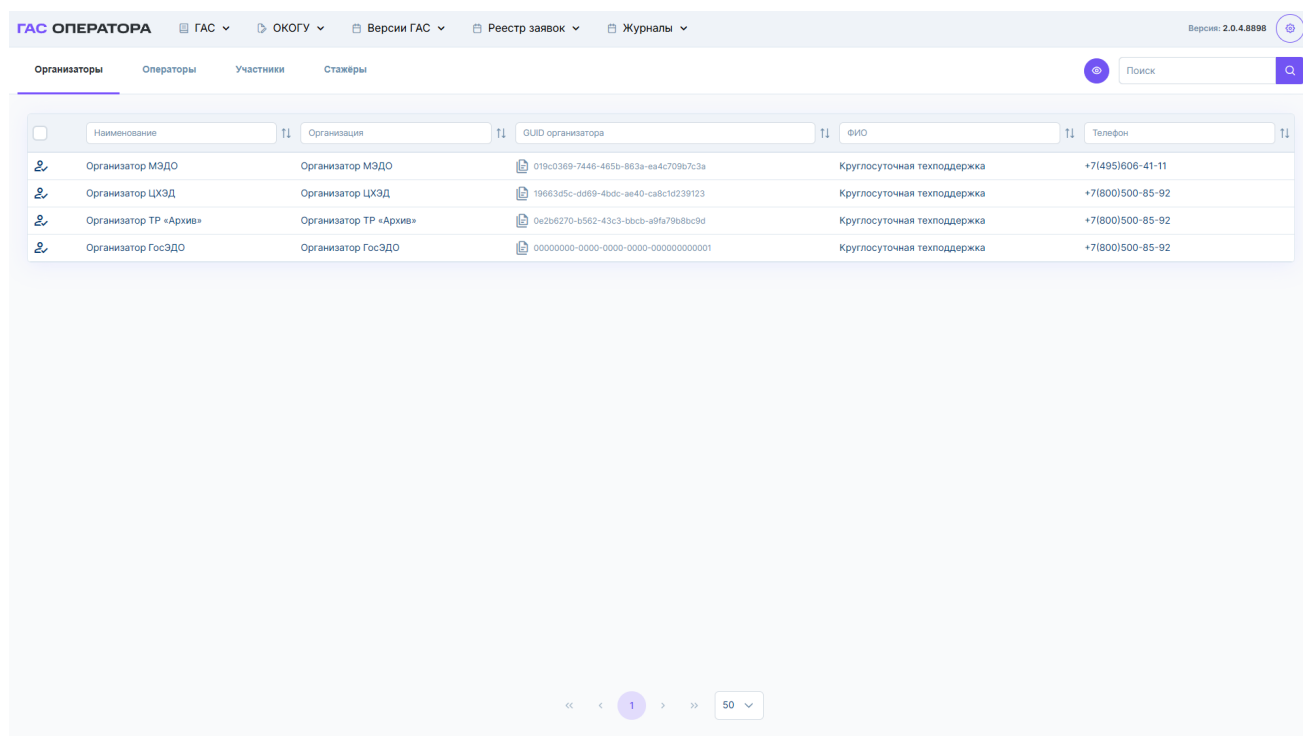 ГАС ОПЕРАТОРА ГАС ОКОГУ Версии ГАС Реестр заявок Журналы Версия: 2.0.4.8898
Организаторы Операторы Участники Стажёры Поиск
Наименование Организация GUID организатора ФИО Телефон
Организатор МЭДО Организатор МЭДО 019c0369-7446-465b-863a-ea4c709b7c3a Круглосуточная техподдержка +7(495)606-41-11
Организатор ЦХЭД Организатор ЦХЭД 19663d5c-dd69-4bdc-ae40-ca8c1d239123 Круглосуточная техподдержка +7(800)500-85-92
Организатор ТР «Архив» Организатор ТР «Архив» 0e2b6270-b562-43c3-bbcb-a9fa79b8bc9d Круглосуточная техподдержка +7(800)500-85-92
Организатор ГосЭДО Организатор ГосЭДО 00000000-0000-0000-0000-000000000001 Круглосуточная техподдержка +7(800)500-85-92
« ‹ 1 › » 50